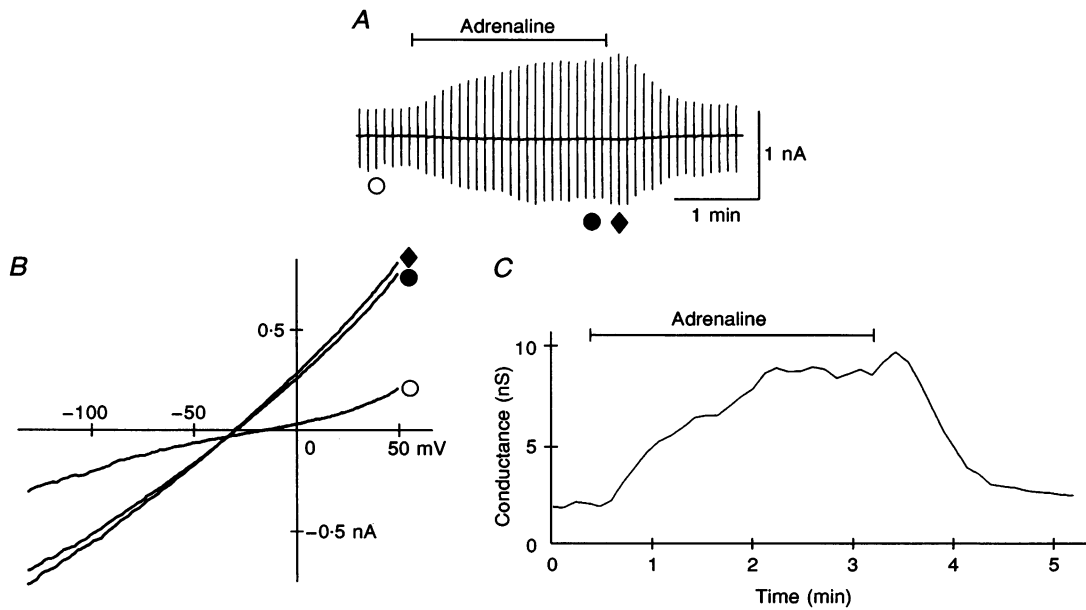 A
Adrenaline
1 nA
1 min
B
0·5
−100
−50
0
50 mV
−0·5 nA
C
Adrenaline
10
5
0
Conductance (nS)
0 1 2 3 4 5
Time (min)